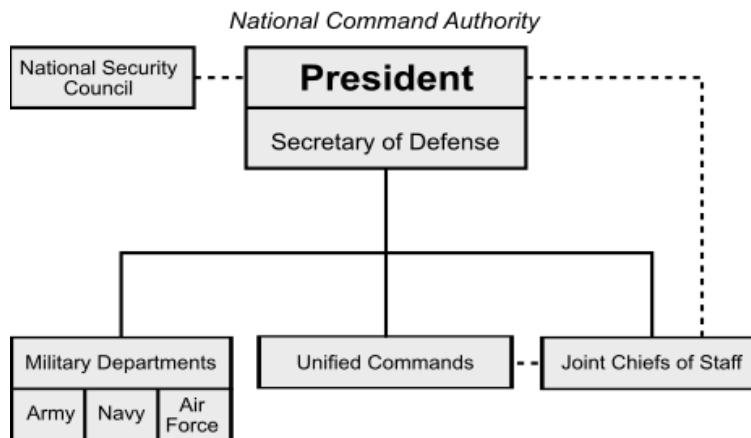 National Command Authority
National Security
Council
President
Secretary of Defense
Military Departments
Unified Commands
Joint Chiefs of Staff
Army
Navy
Air
Force